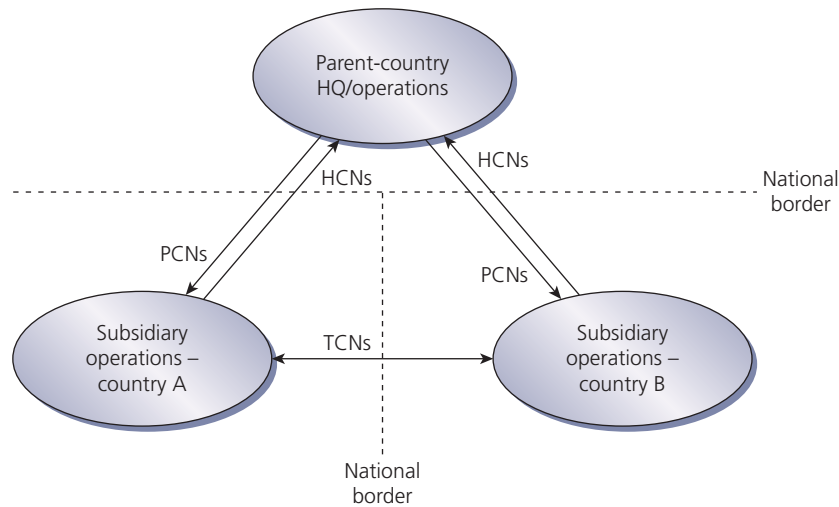 Parent-country
HQ/operations
HCNs
HCNs
National
border
PCNs
PCNs
Subsidiary
operations –
country A
TCNs
Subsidiary
operations –
country B
National
border